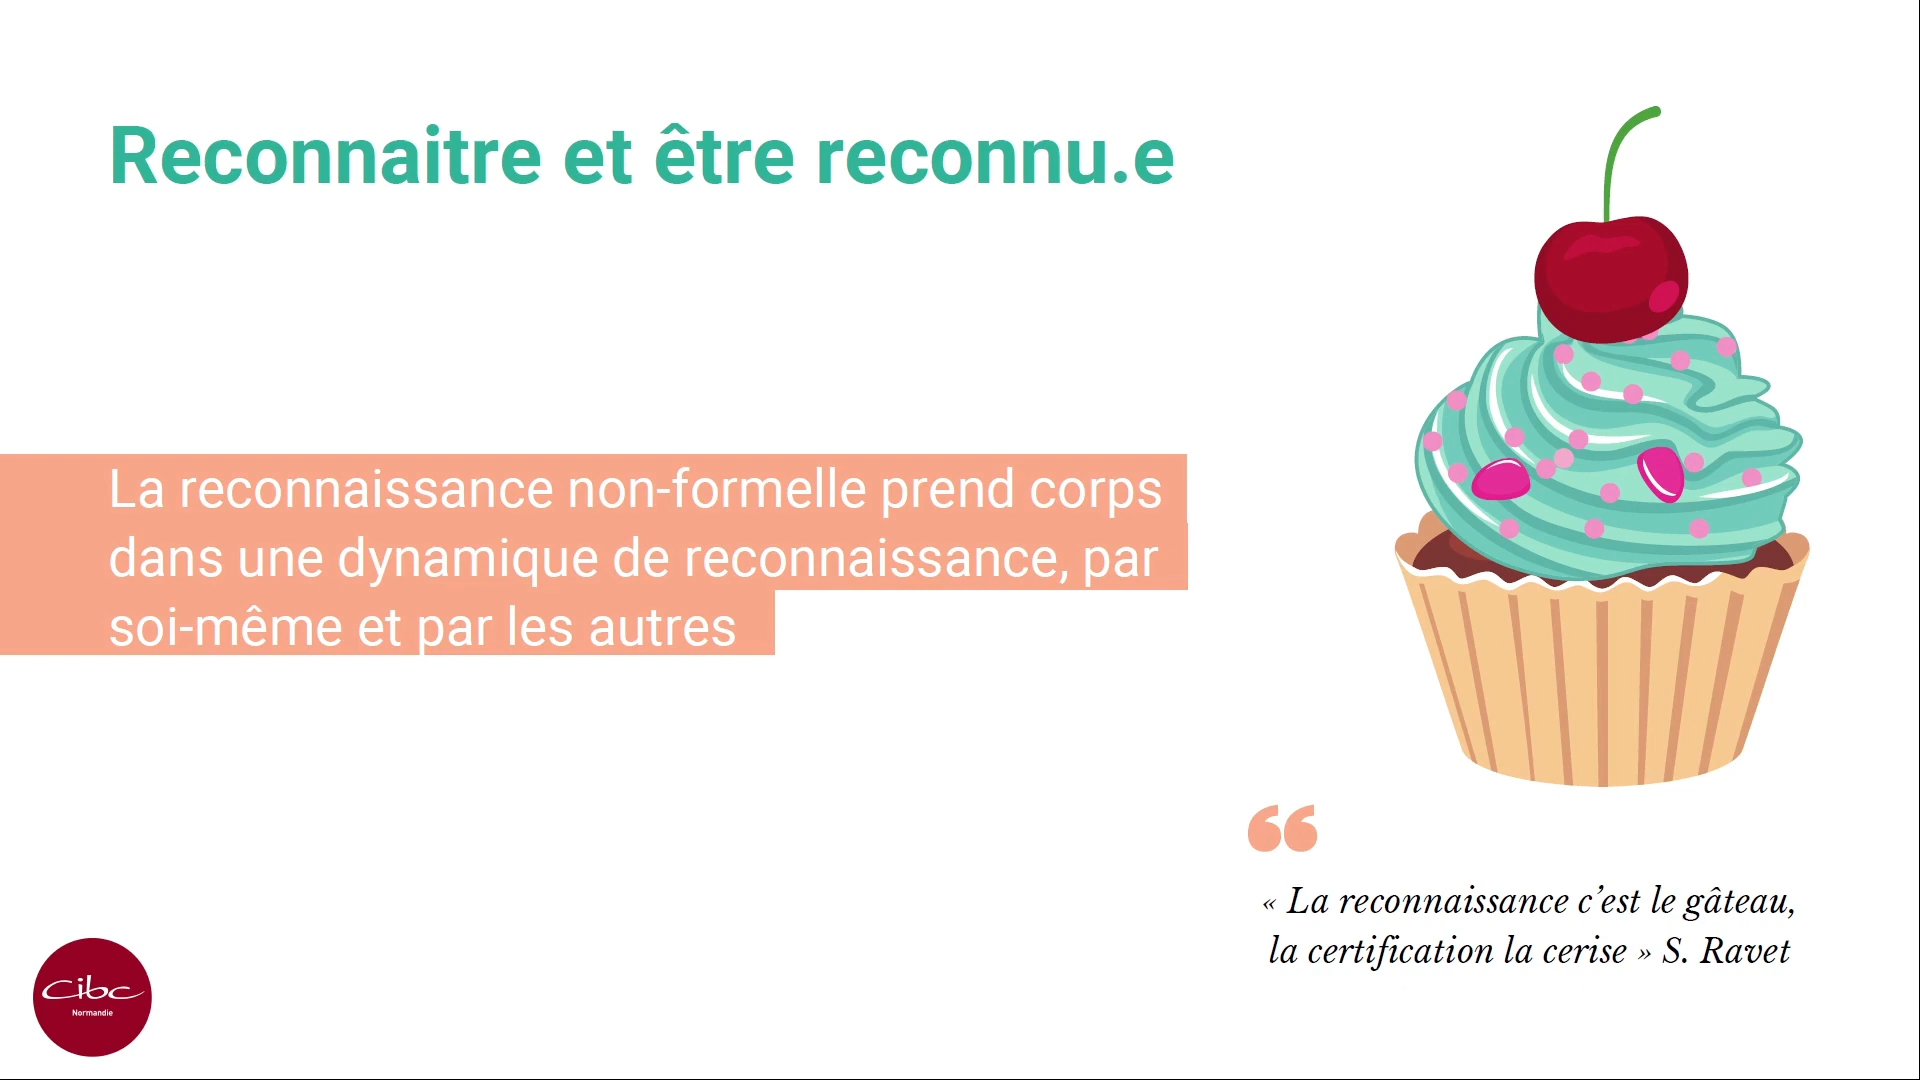 Reconnaitre et être reconnu.e
La reconnaissance non-formelle prend corps
dans une dynamique de reconnaissance, par
soi-même et par les autres
“
« La reconnaissance c’est le gâteau,
la certification la cerise » S. Ravet
cibc
Normandie